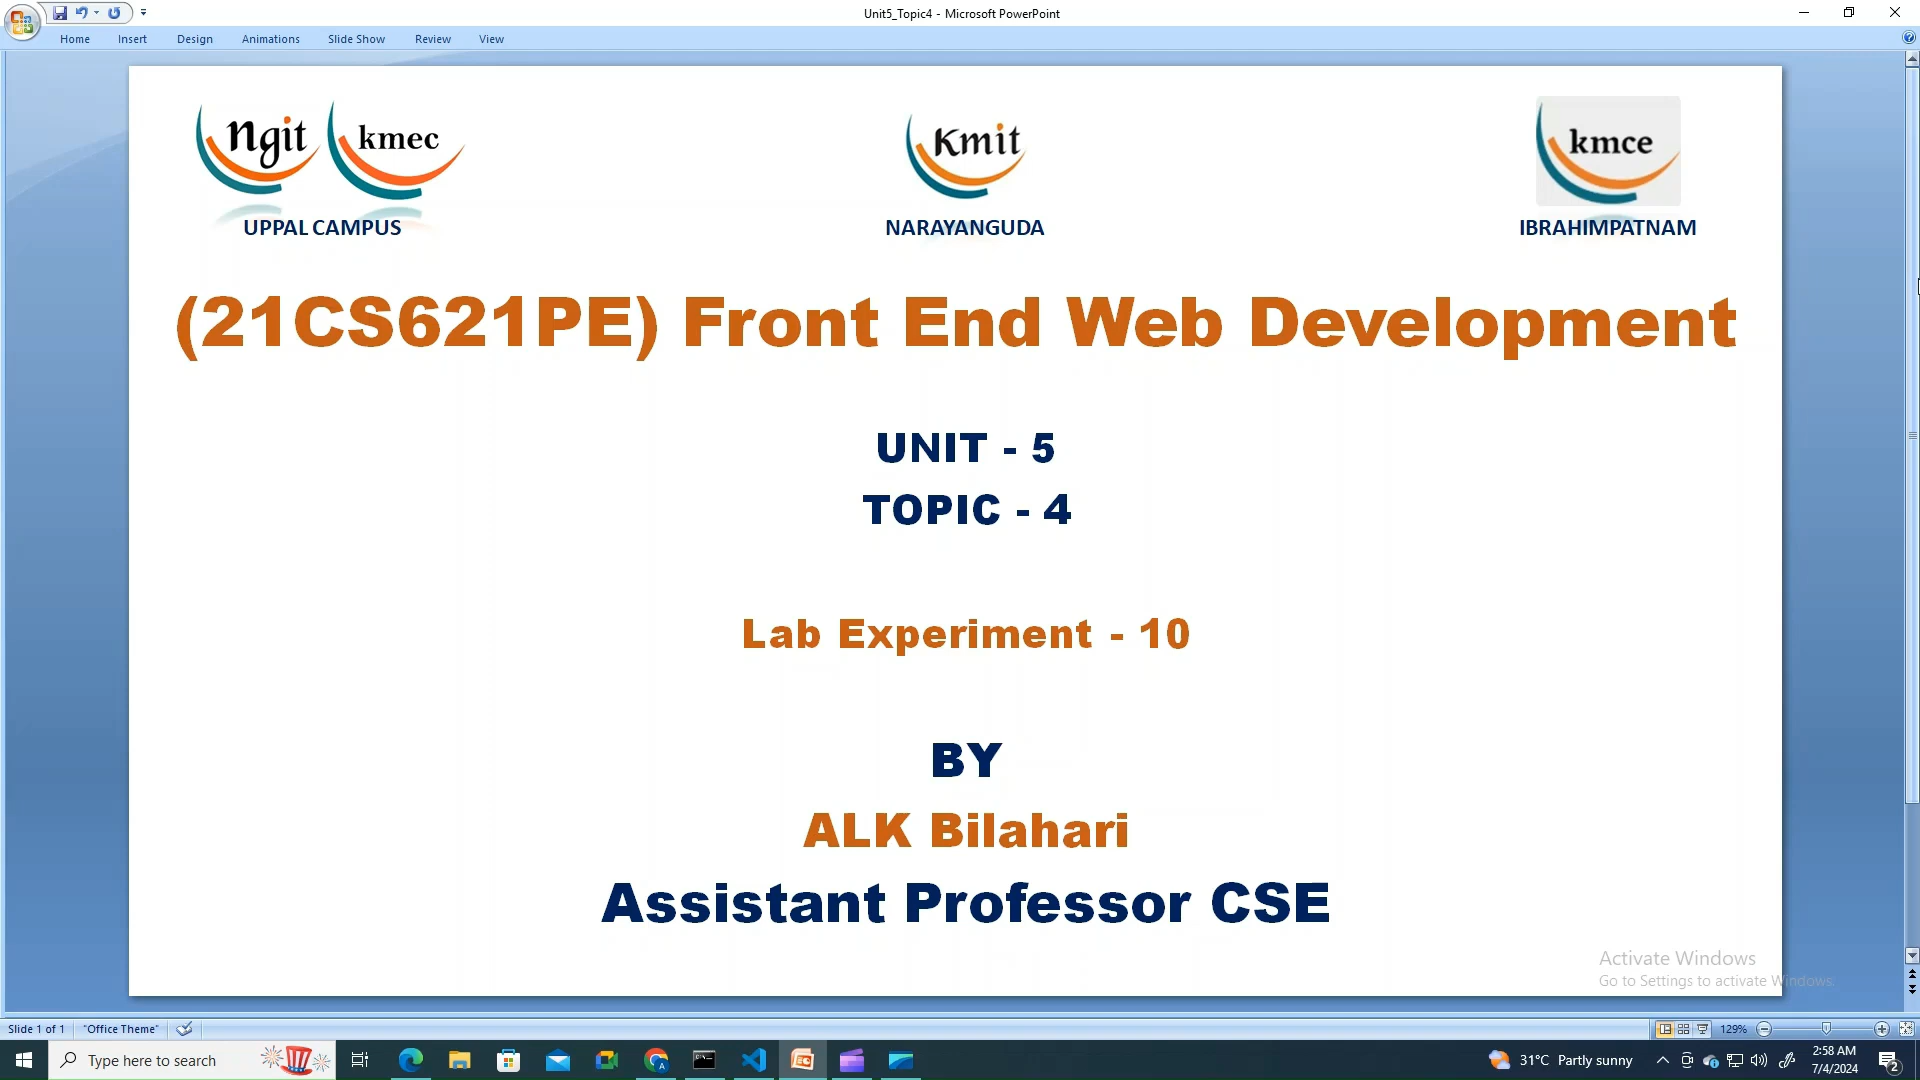 Unit5_Topic4 - Microsoft PowerPoint
Home Insert Design Animations Slide Show Review View
Ngit kmec Kmit kmce
UPPAL CAMPUS NARAYANGUDA IBRAHIMPATNAM
(21CS621PE) Front End Web Development
UNIT - 5
TOPIC - 4
Lab Experiment - 10
BY
ALK Bilahari
Assistant Professor CSE
Activate Windows
Go to Settings to activate Windows.
Slide 1 of 1 "Office Theme" 129%
Type here to search 31°C Partly sunny 2:58 AM
7/4/2024 2